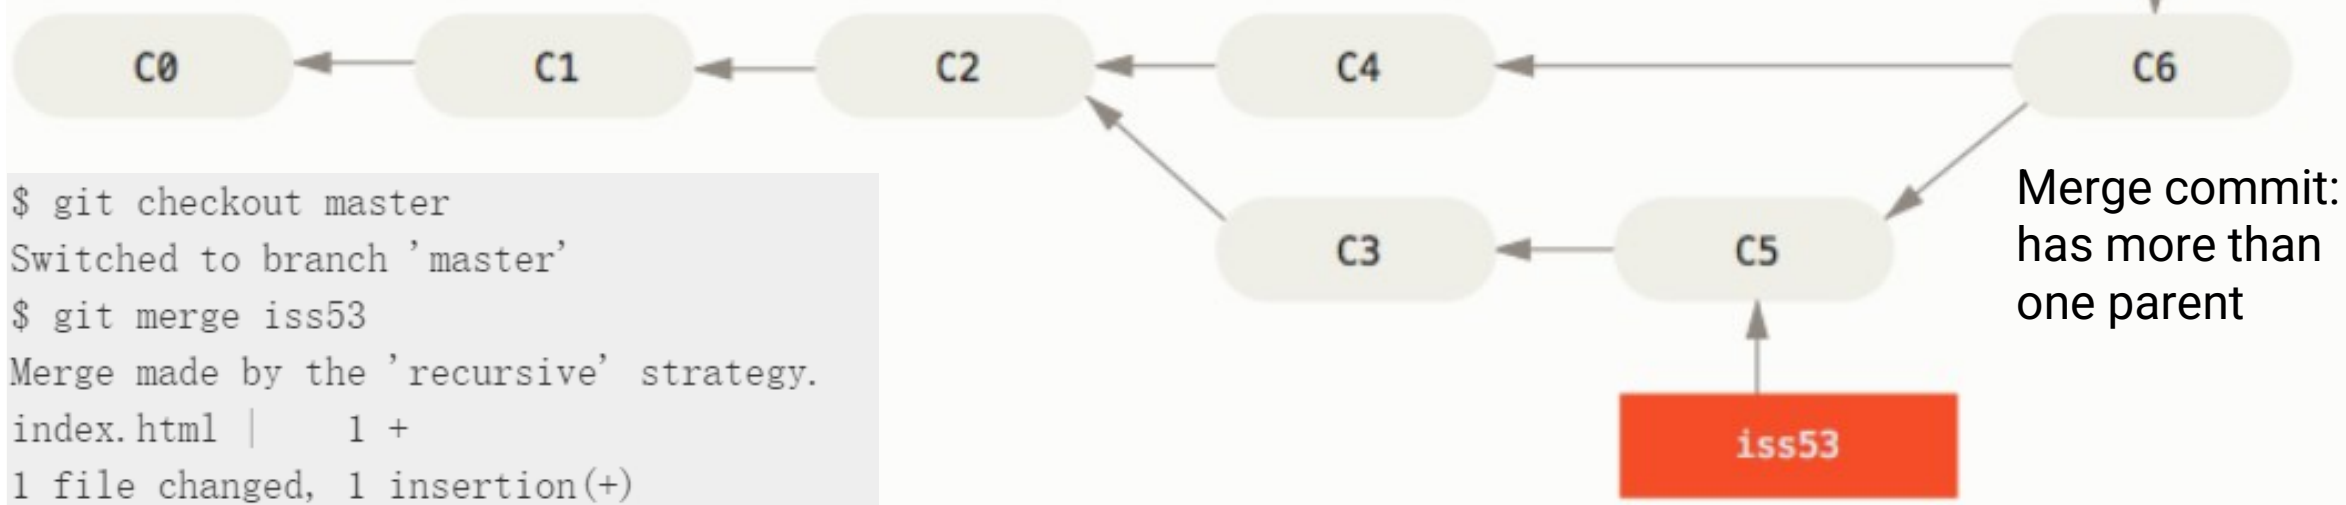 C0 C1 C2 C4 C6
$ git checkout master
Switched to branch 'master'
$ git merge iss53
Merge made by the 'recursive' strategy.
index.html |    1 +
1 file changed, 1 insertion(+)
C3 C5
iss53
Merge commit:
has more than
one parent